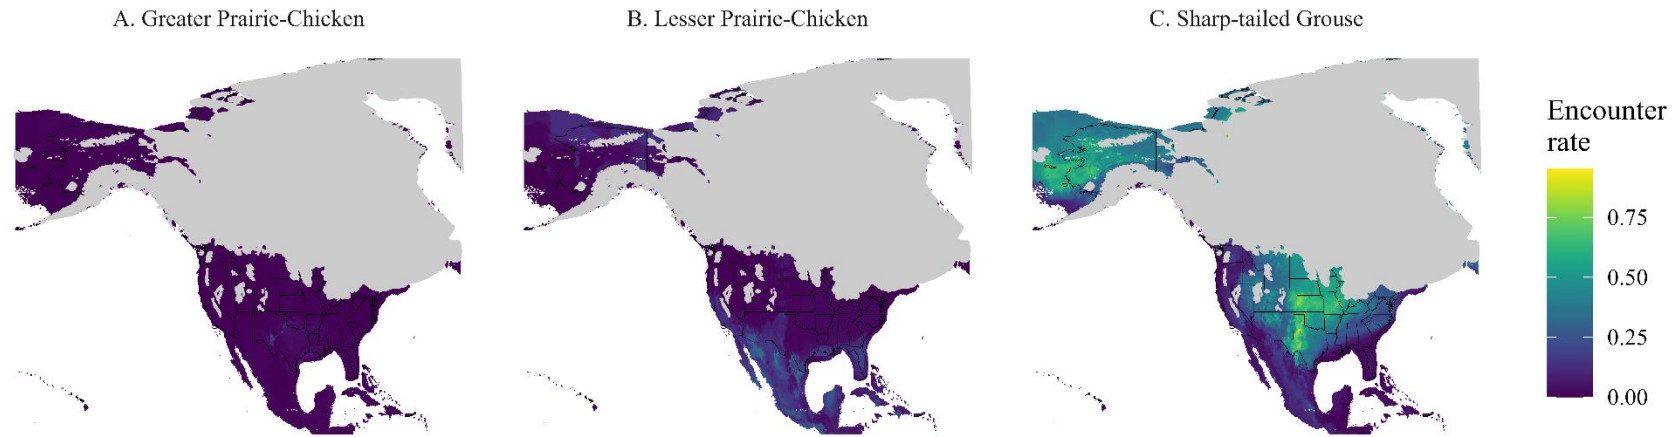 A. Greater Prairie-Chicken
B. Lesser Prairie-Chicken
C. Sharp-tailed Grouse
Encounter
rate
0.75
0.50
0.25
0.00